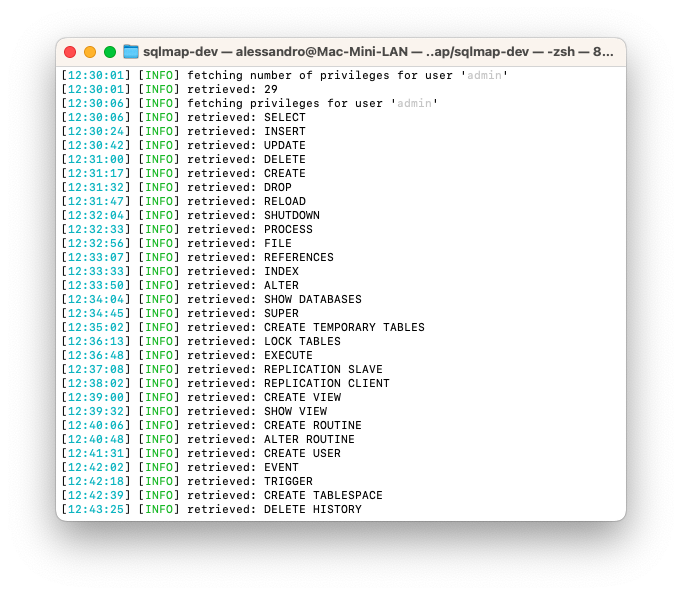 sqlmap-dev — alessandro@Mac-Mini-LAN — ..ap/sqlmap-dev — -zsh — 8...
[12:30:01] [INFO] fetching number of privileges for user 'admin'
[12:30:01] [INFO] retrieved: 29
[12:30:06] [INFO] fetching privileges for user 'admin'
[12:30:06] [INFO] retrieved: SELECT
[12:30:24] [INFO] retrieved: INSERT
[12:30:42] [INFO] retrieved: UPDATE
[12:31:00] [INFO] retrieved: DELETE
[12:31:17] [INFO] retrieved: CREATE
[12:31:32] [INFO] retrieved: DROP
[12:31:47] [INFO] retrieved: RELOAD
[12:32:04] [INFO] retrieved: SHUTDOWN
[12:32:33] [INFO] retrieved: PROCESS
[12:32:56] [INFO] retrieved: FILE
[12:33:07] [INFO] retrieved: REFERENCES
[12:33:33] [INFO] retrieved: INDEX
[12:33:50] [INFO] retrieved: ALTER
[12:34:04] [INFO] retrieved: SHOW DATABASES
[12:34:45] [INFO] retrieved: SUPER
[12:35:02] [INFO] retrieved: CREATE TEMPORARY TABLES
[12:36:13] [INFO] retrieved: LOCK TABLES
[12:36:48] [INFO] retrieved: EXECUTE
[12:37:08] [INFO] retrieved: REPLICATION SLAVE
[12:38:02] [INFO] retrieved: REPLICATION CLIENT
[12:39:00] [INFO] retrieved: CREATE VIEW
[12:39:32] [INFO] retrieved: SHOW VIEW
[12:40:06] [INFO] retrieved: CREATE ROUTINE
[12:40:48] [INFO] retrieved: ALTER ROUTINE
[12:41:31] [INFO] retrieved: CREATE USER
[12:42:02] [INFO] retrieved: EVENT
[12:42:18] [INFO] retrieved: TRIGGER
[12:42:39] [INFO] retrieved: CREATE TABLESPACE
[12:43:25] [INFO] retrieved: DELETE HISTORY